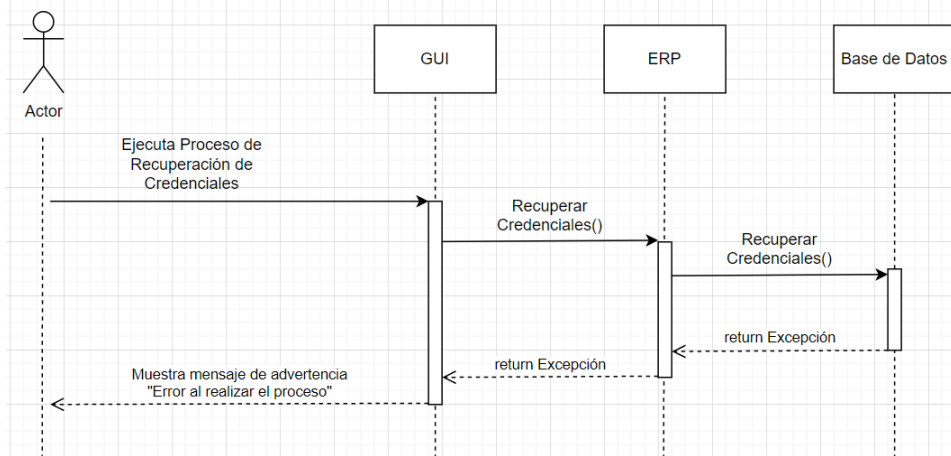 GUI
ERP
Base de Datos
Actor
Ejecuta Proceso de
Recuperación de
Credenciales
Recuperar
Credenciales()
Recuperar
Credenciales()
return Excepción
return Excepción
Muestra mensaje de advertencia
"Error al realizar el proceso"